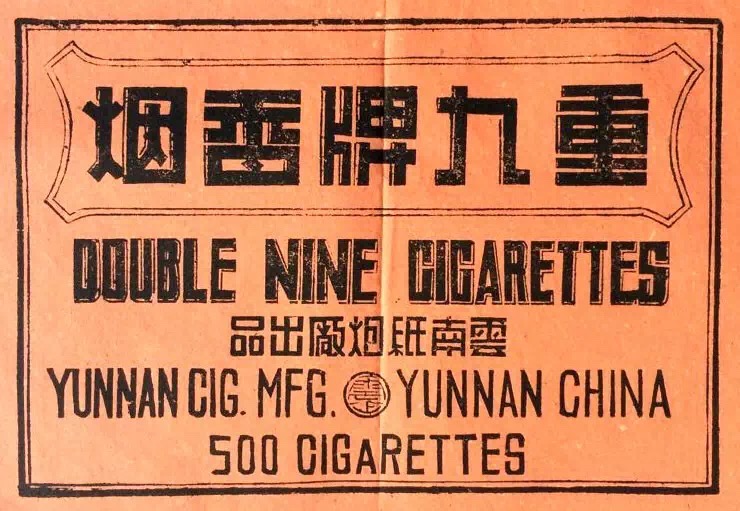 重九牌香烟
DOUBLE NINE CIGARETTES
雲南紙烟廠出品
YUNNAN CIG. MFG. YUNNAN CHINA
500 CIGARETTES